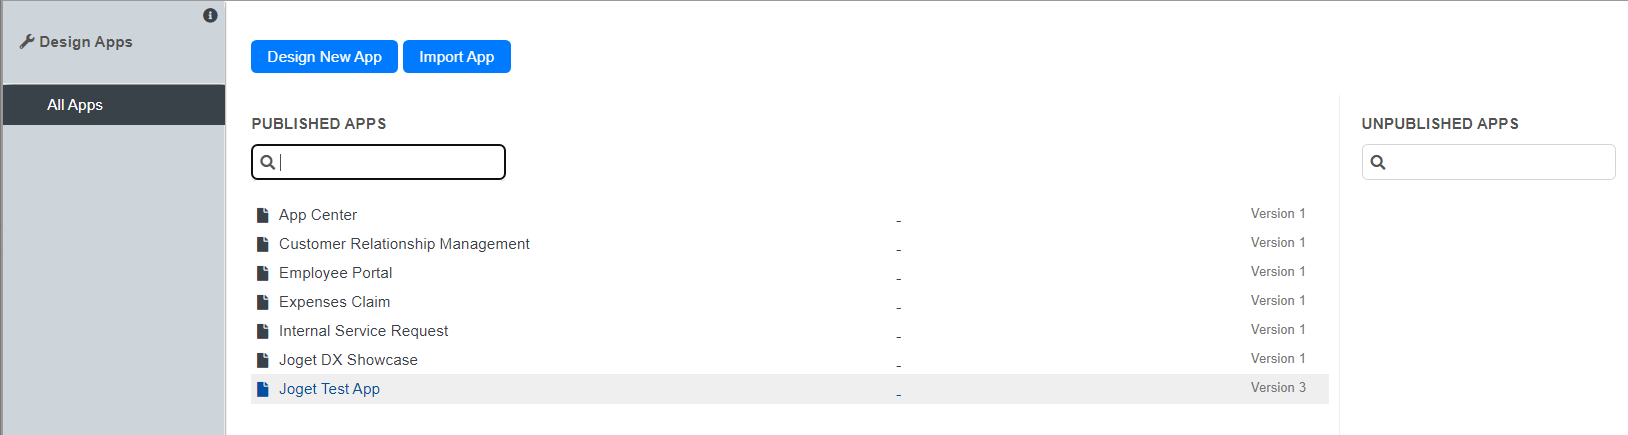 Design Apps
All Apps
Design New App Import App
PUBLISHED APPS
App Center - Version 1
Customer Relationship Management - Version 1
Employee Portal - Version 1
Expenses Claim - Version 1
Internal Service Request - Version 1
Joget DX Showcase - Version 1
Joget Test App - Version 3
UNPUBLISHED APPS